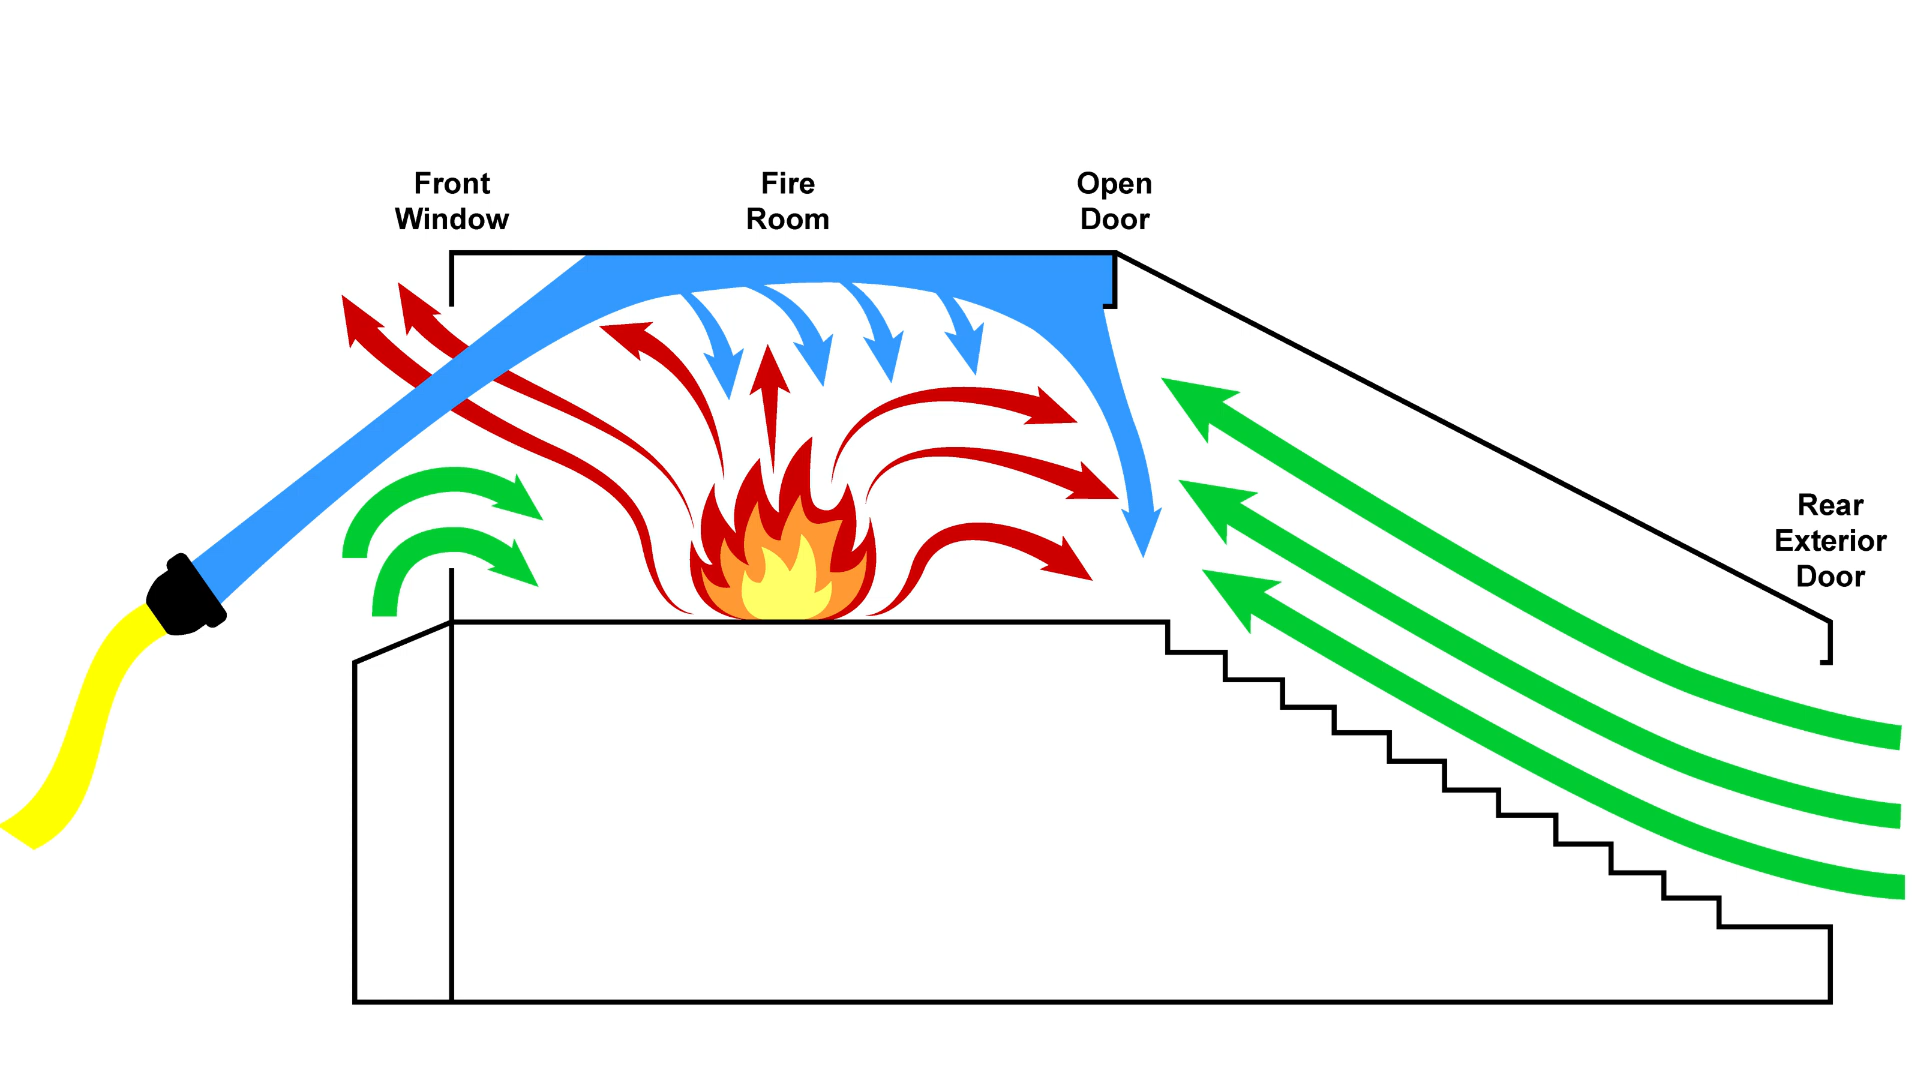 Front
Window
Fire
Room
Open
Door
Rear
Exterior
Door